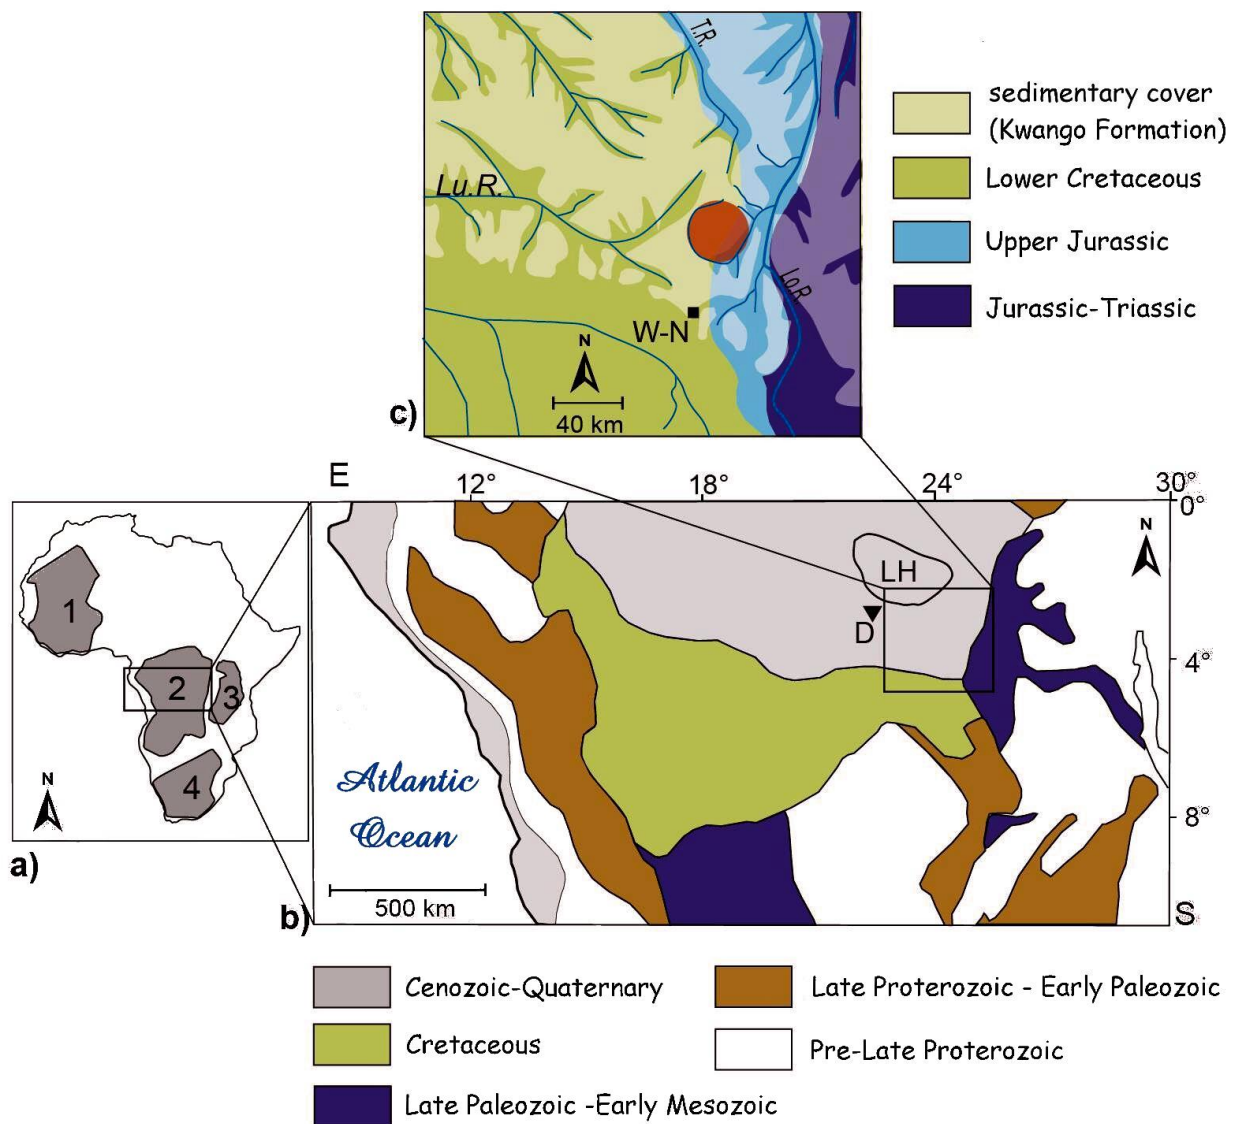 T.R.
Lu.R.
Lo.R.
W-N
N
40 km
c)
sedimentary cover
(Kwango Formation)
Lower Cretaceous
Upper Jurassic
Jurassic-Triassic
1
2
3
4
N
a)
E
12°
18°
24°
30°
0°
N
LH
D
4°
8°
S
Atlantic
Ocean
500 km
b)
Cenozoic-Quaternary
Cretaceous
Late Paleozoic -Early Mesozoic
Late Proterozoic - Early Paleozoic
Pre-Late Proterozoic